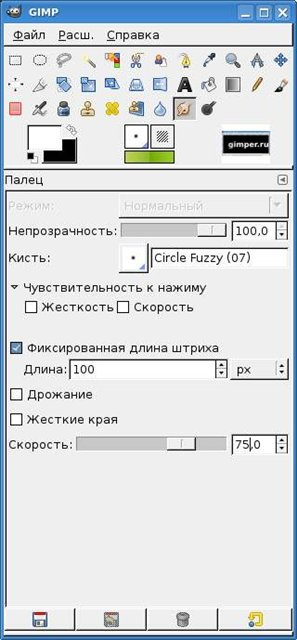 GIMP
Файл Расш. Справка
gimper.ru
Палец
Режим: Нормальный
Непрозрачность: 100,0
Кисть: Circle Fuzzy (07)
Чувствительность к нажиму
Жесткость Скорость
Фиксированная длина штриха
Длина: 100 px
Дрожание
Жесткие края
Скорость: 75,0